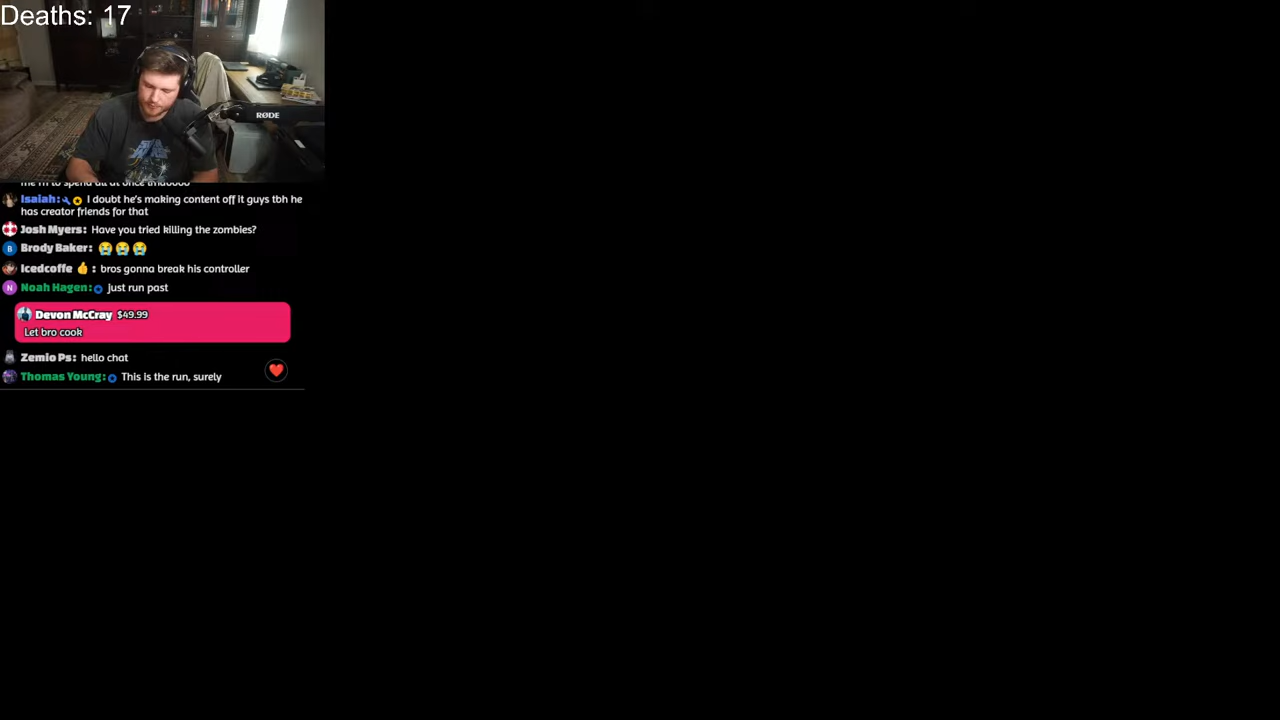 Deaths: 17
RØDE
Isaiah: I doubt he's making content off it guys tbh he
has creator friends for that
Josh Myers: Have you tried killing the zombies?
B Brody Baker: 😭😭😭
Icedcoffe 👍 : bros gonna break his controller
N Noah Hagen: just run past
Devon McCray $49.99
Let bro cook
Zemio Ps: hello chat
Thomas Young: This is the run, surely